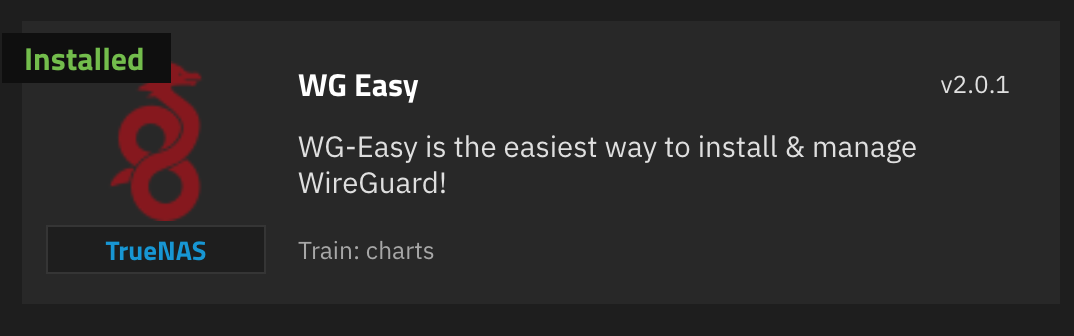 Installed
WG Easy
v2.0.1
WG-Easy is the easiest way to install & manage
WireGuard!
TrueNAS
Train: charts